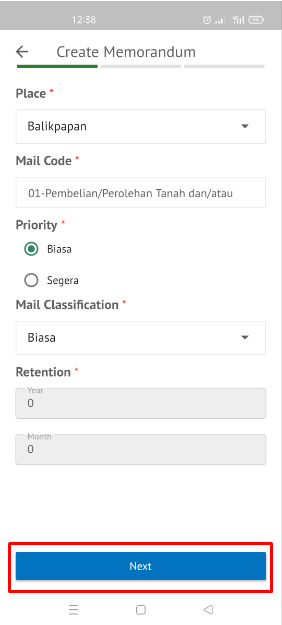 12:38
Create Memorandum
Place *
Balikpapan
Mail Code *
01-Pembelian/Perolehan Tanah dan/atau
Priority *
Biasa
Segera
Mail Classification *
Biasa
Retention *
Year
0
Month
0
Next